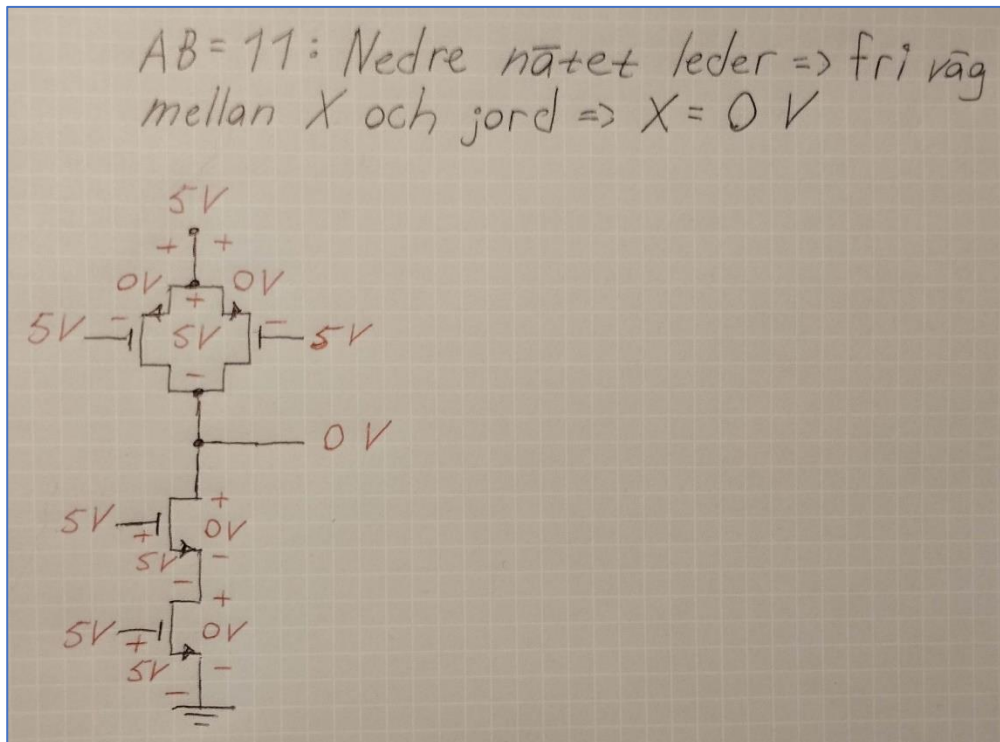 AB = 11 : Nedre nätet leder => fri väg
mellan X och jord => X = 0 V
5V
+ +
0V 0V
- + -
5V 5V 5V
-
0 V
+
5V 0V
+
5V -
-
+
5V 0V
+
5V -
-